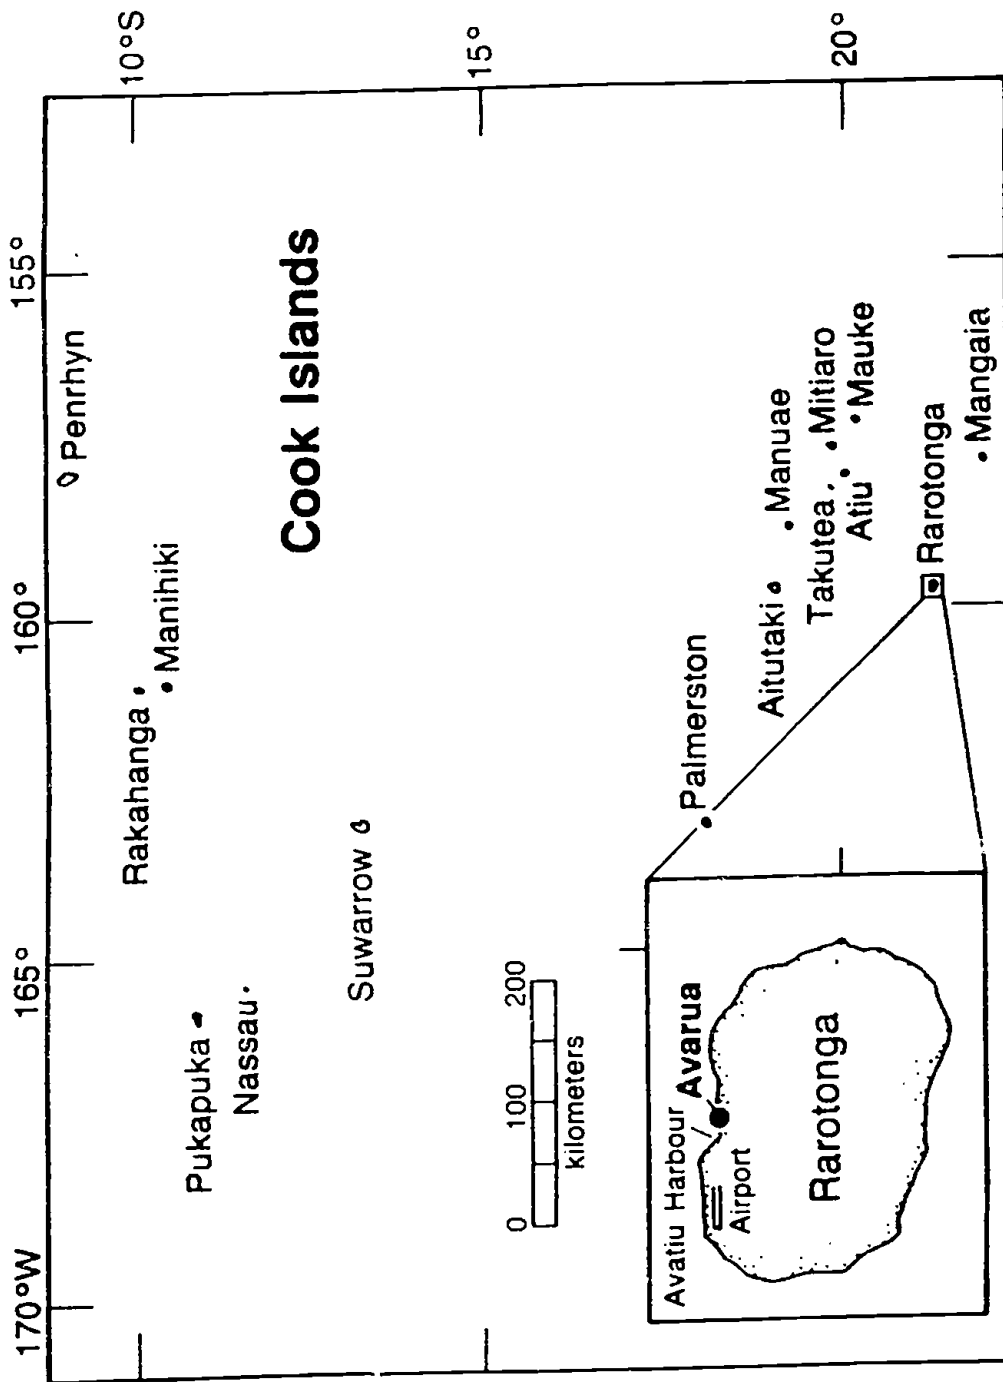 170°W
165°
160°
155°
10°S
15°
20°
Penrhyn
Rakahanga
Manihiki
Pukapuka
Nassau
Suwarrow
Cook Islands
0 100 200
kilometers
Palmerston
Aitutaki
Manuae
Takutea
Mitiaro
Atiu
Mauke
Rarotonga
Mangaia
Avatiu Harbour
Avarua
Airport
Rarotonga